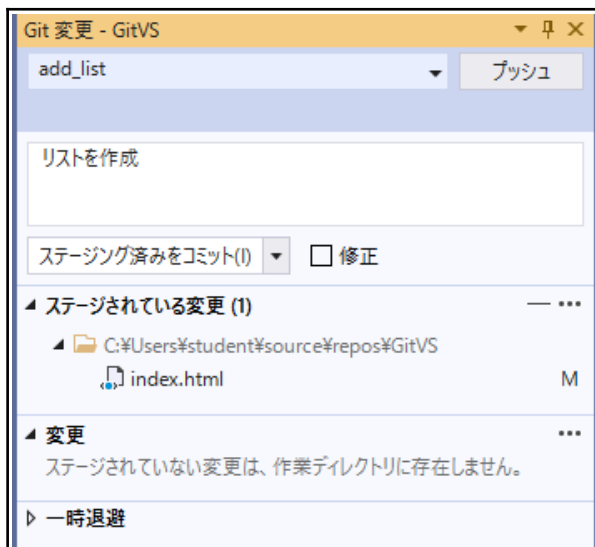 Git 変更 - GitVS
add_list
プッシュ
リストを作成
ステージング済みをコミット(I)
修正
ステージされている変更 (1)
C:¥Users¥student¥source¥repos¥GitVS
index.html M
変更
ステージされていない変更は、作業ディレクトリに存在しません。
一時退避